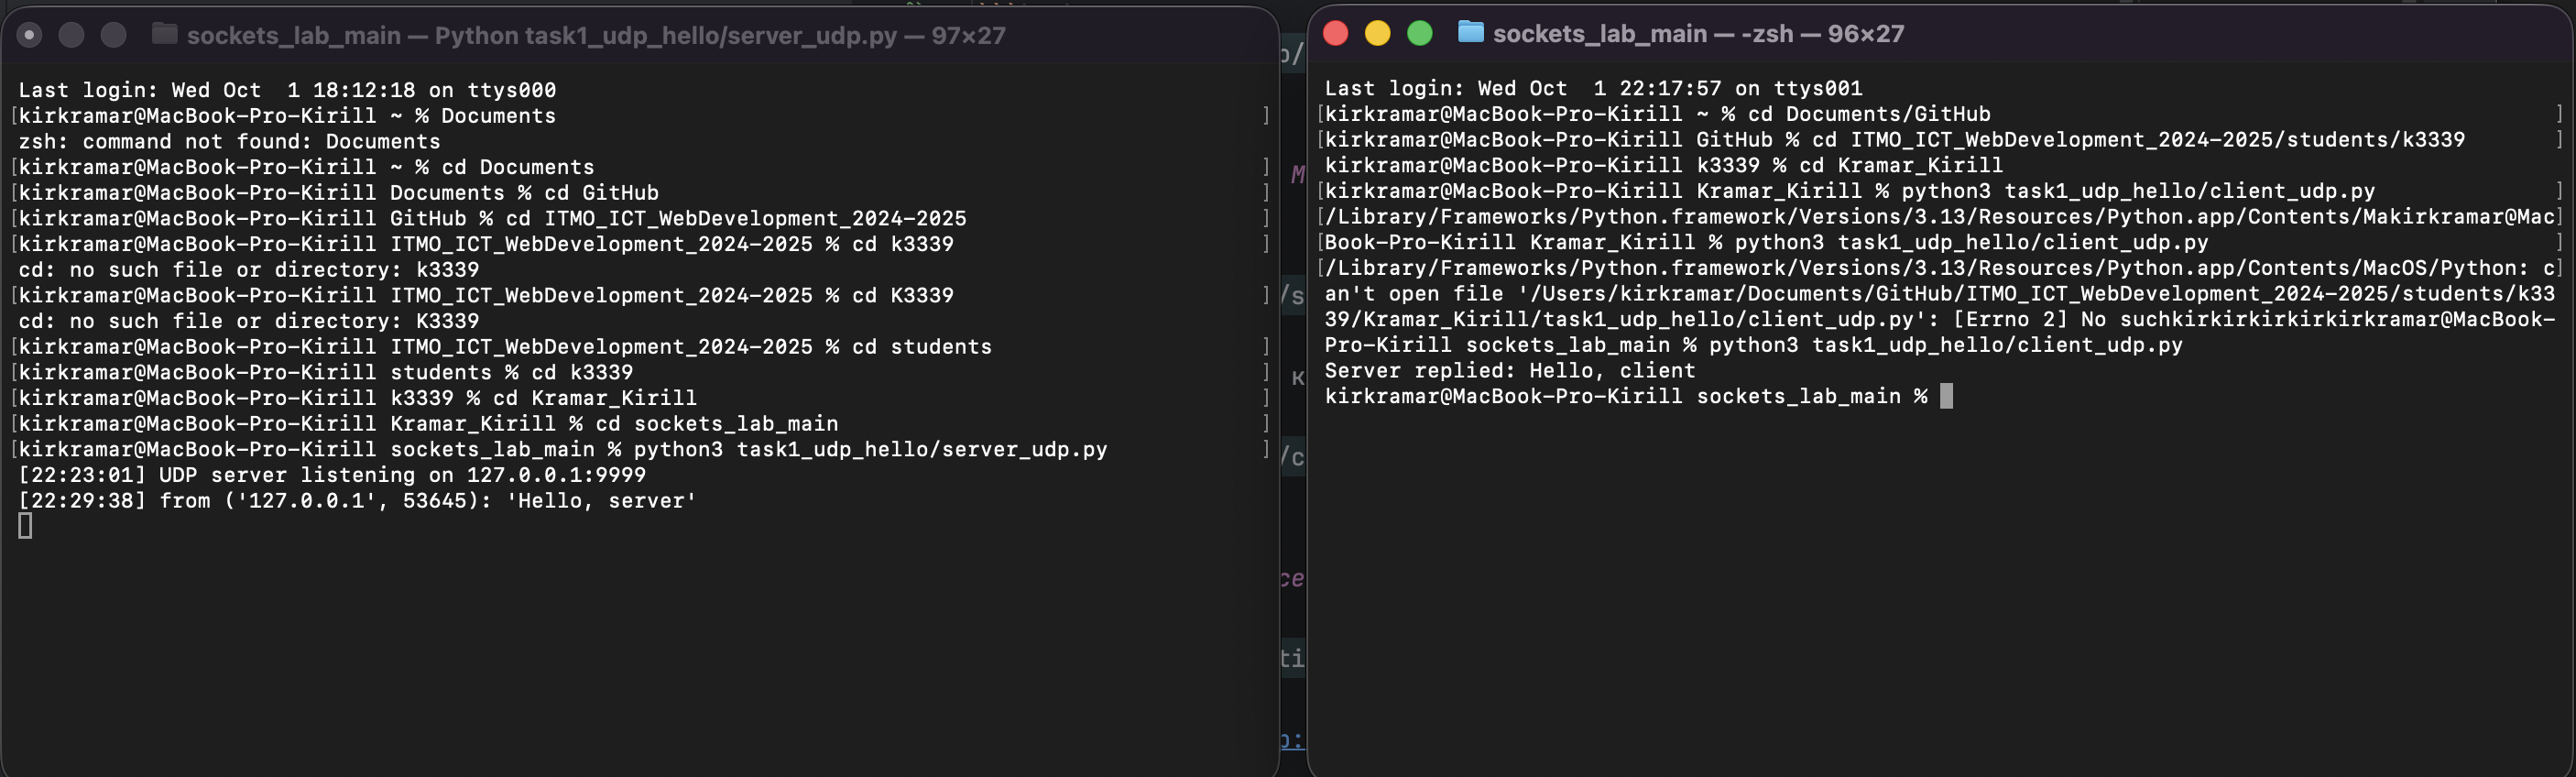 sockets_lab_main — Python task1_udp_hello/server_udp.py — 97×27
Last login: Wed Oct  1 18:12:18 on ttys000
[kirkramar@MacBook-Pro-Kirill ~ % Documents ]
zsh: command not found: Documents
[kirkramar@MacBook-Pro-Kirill ~ % cd Documents ]
[kirkramar@MacBook-Pro-Kirill Documents % cd GitHub ]
[kirkramar@MacBook-Pro-Kirill GitHub % cd ITMO_ICT_WebDevelopment_2024-2025 ]
[kirkramar@MacBook-Pro-Kirill ITMO_ICT_WebDevelopment_2024-2025 % cd k3339 ]
cd: no such file or directory: k3339
[kirkramar@MacBook-Pro-Kirill ITMO_ICT_WebDevelopment_2024-2025 % cd K3339 ]
cd: no such file or directory: K3339
[kirkramar@MacBook-Pro-Kirill ITMO_ICT_WebDevelopment_2024-2025 % cd students ]
[kirkramar@MacBook-Pro-Kirill students % cd k3339 ]
[kirkramar@MacBook-Pro-Kirill k3339 % cd Kramar_Kirill ]
[kirkramar@MacBook-Pro-Kirill Kramar_Kirill % cd sockets_lab_main ]
[kirkramar@MacBook-Pro-Kirill sockets_lab_main % python3 task1_udp_hello/server_udp.py ]
[22:23:01] UDP server listening on 127.0.0.1:9999
[22:29:38] from ('127.0.0.1', 53645): 'Hello, server'
sockets_lab_main — -zsh — 96×27
Last login: Wed Oct  1 22:17:57 on ttys001
[kirkramar@MacBook-Pro-Kirill ~ % cd Documents/GitHub ]
[kirkramar@MacBook-Pro-Kirill GitHub % cd ITMO_ICT_WebDevelopment_2024-2025/students/k3339 ]
kirkramar@MacBook-Pro-Kirill k3339 % cd Kramar_Kirill
[kirkramar@MacBook-Pro-Kirill Kramar_Kirill % python3 task1_udp_hello/client_udp.py ]
[/Library/Frameworks/Python.framework/Versions/3.13/Resources/Python.app/Contents/Makirkramar@Mac]
[Book-Pro-Kirill Kramar_Kirill % python3 task1_udp_hello/client_udp.py ]
[/Library/Frameworks/Python.framework/Versions/3.13/Resources/Python.app/Contents/MacOS/Python: c]
an't open file '/Users/kirkramar/Documents/GitHub/ITMO_ICT_WebDevelopment_2024-2025/students/k33
39/Kramar_Kirill/task1_udp_hello/client_udp.py': [Errno 2] No suchkirkirkirkirkirkramar@MacBook-
Pro-Kirill sockets_lab_main % python3 task1_udp_hello/client_udp.py
Server replied: Hello, client
kirkramar@MacBook-Pro-Kirill sockets_lab_main %